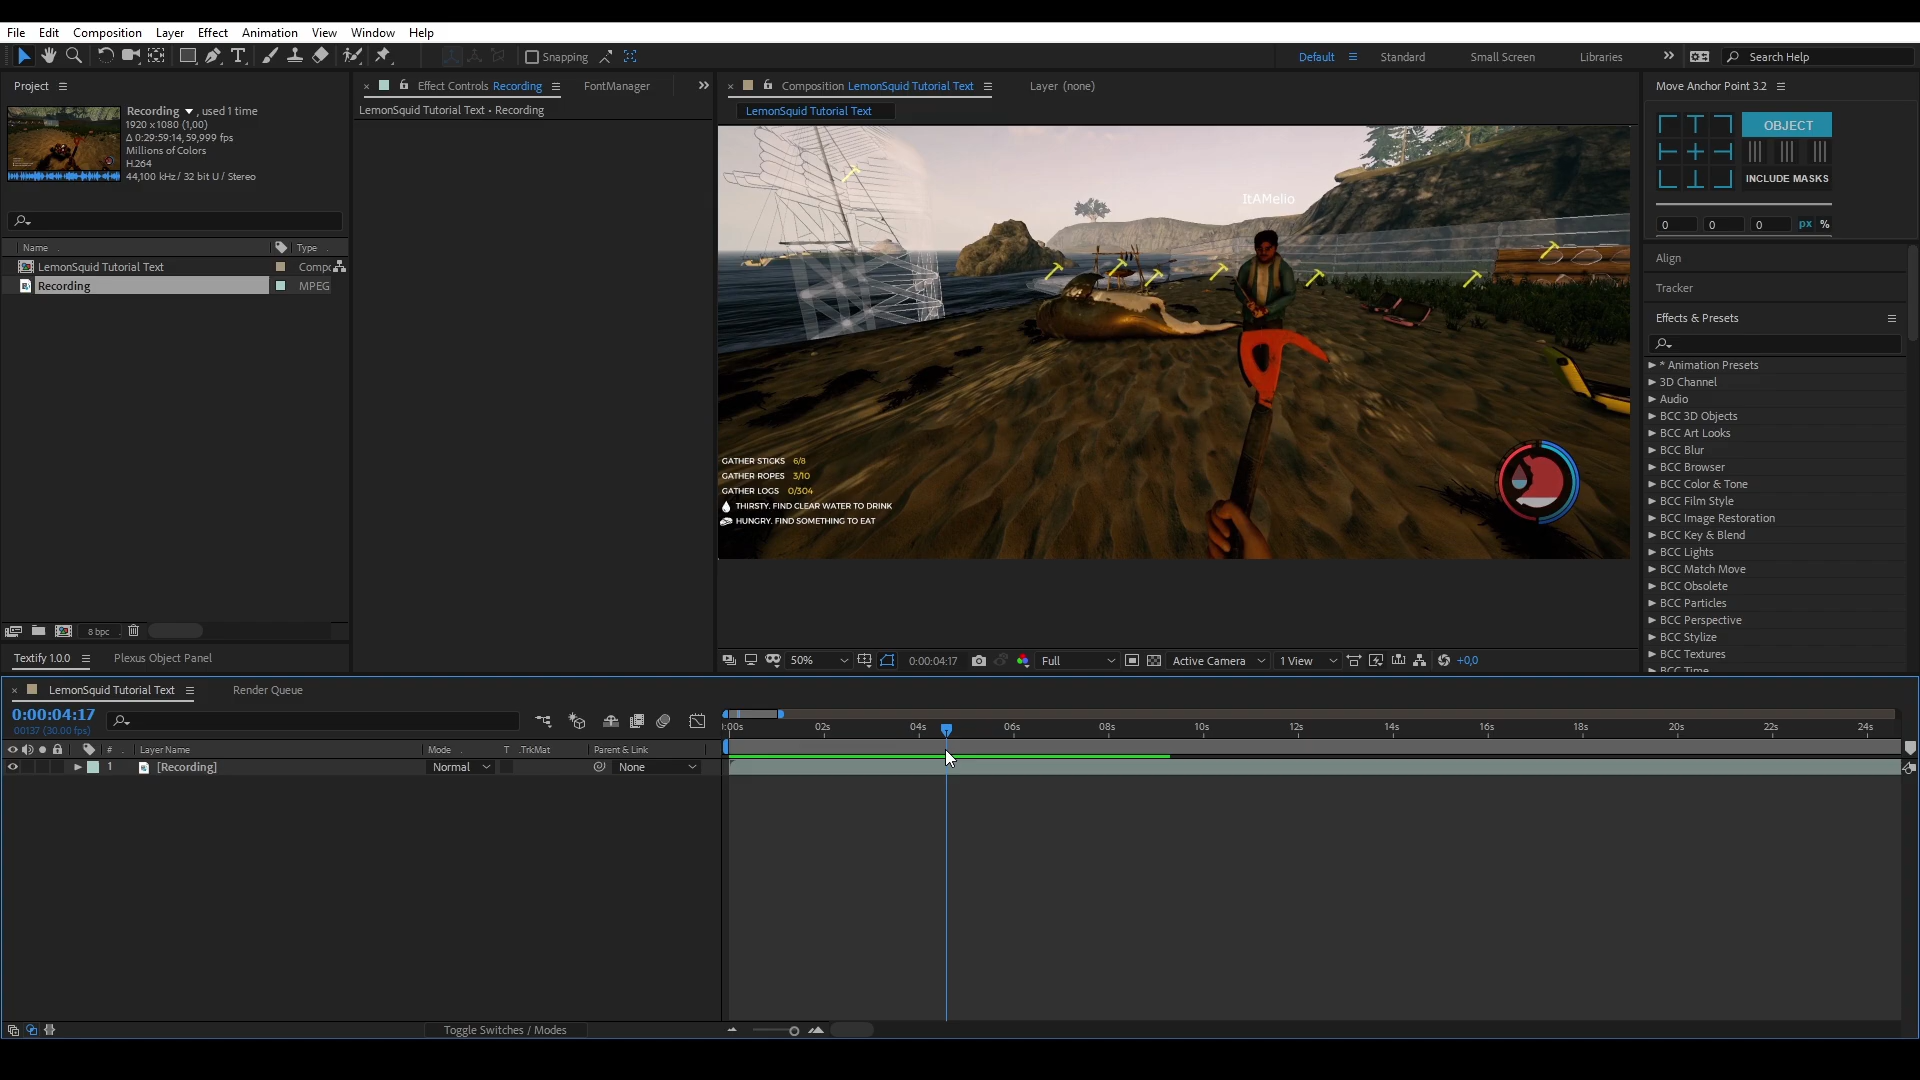 File Edit Composition Layer Effect Animation View Window Help
Snapping
Default Standard Small Screen Libraries Search Help
Project
Recording , used 1 time
1920 x 1080 (1,00)
Δ 0:29:59:14, 59,999 fps
Millions of Colors
H.264
44,100 kHz / 32 bit U / Stereo
Name Type
LemonSquid Tutorial Text
Recording MPEG
8 bpc
Textify 1.0.0 Plexus Object Panel
Effect Controls Recording FontManager
LemonSquid Tutorial Text • Recording
Composition LemonSquid Tutorial Text Layer (none)
LemonSquid Tutorial Text
ItAMello
GATHER STICKS 6/8
GATHER ROPES 3/10
GATHER LOGS 0/304
THIRSTY. FIND CLEAR WATER TO DRINK
HUNGRY. FIND SOMETHING TO EAT
50% 0:00:04:17 Full Active Camera 1 View +0,0
Move Anchor Point 3.2
OBJECT
INCLUDE MASKS
0 0 0 px %
Align
Tracker
Effects & Presets
* Animation Presets
3D Channel
Audio
BCC 3D Objects
BCC Art Looks
BCC Blur
BCC Browser
BCC Color & Tone
BCC Film Style
BCC Image Restoration
BCC Key & Blend
BCC Lights
BCC Match Move
BCC Obsolete
BCC Particles
BCC Perspective
BCC Stylize
BCC Textures
BCC Time
LemonSquid Tutorial Text Render Queue
0:00:04:17
00137 (30.00 fps)
:00s 02s 04s 06s 08s 10s 12s 14s 16s 18s 20s 22s 24s
# Layer Name Mode T .TrkMat Parent & Link
1 [Recording] Normal None
Toggle Switches / Modes